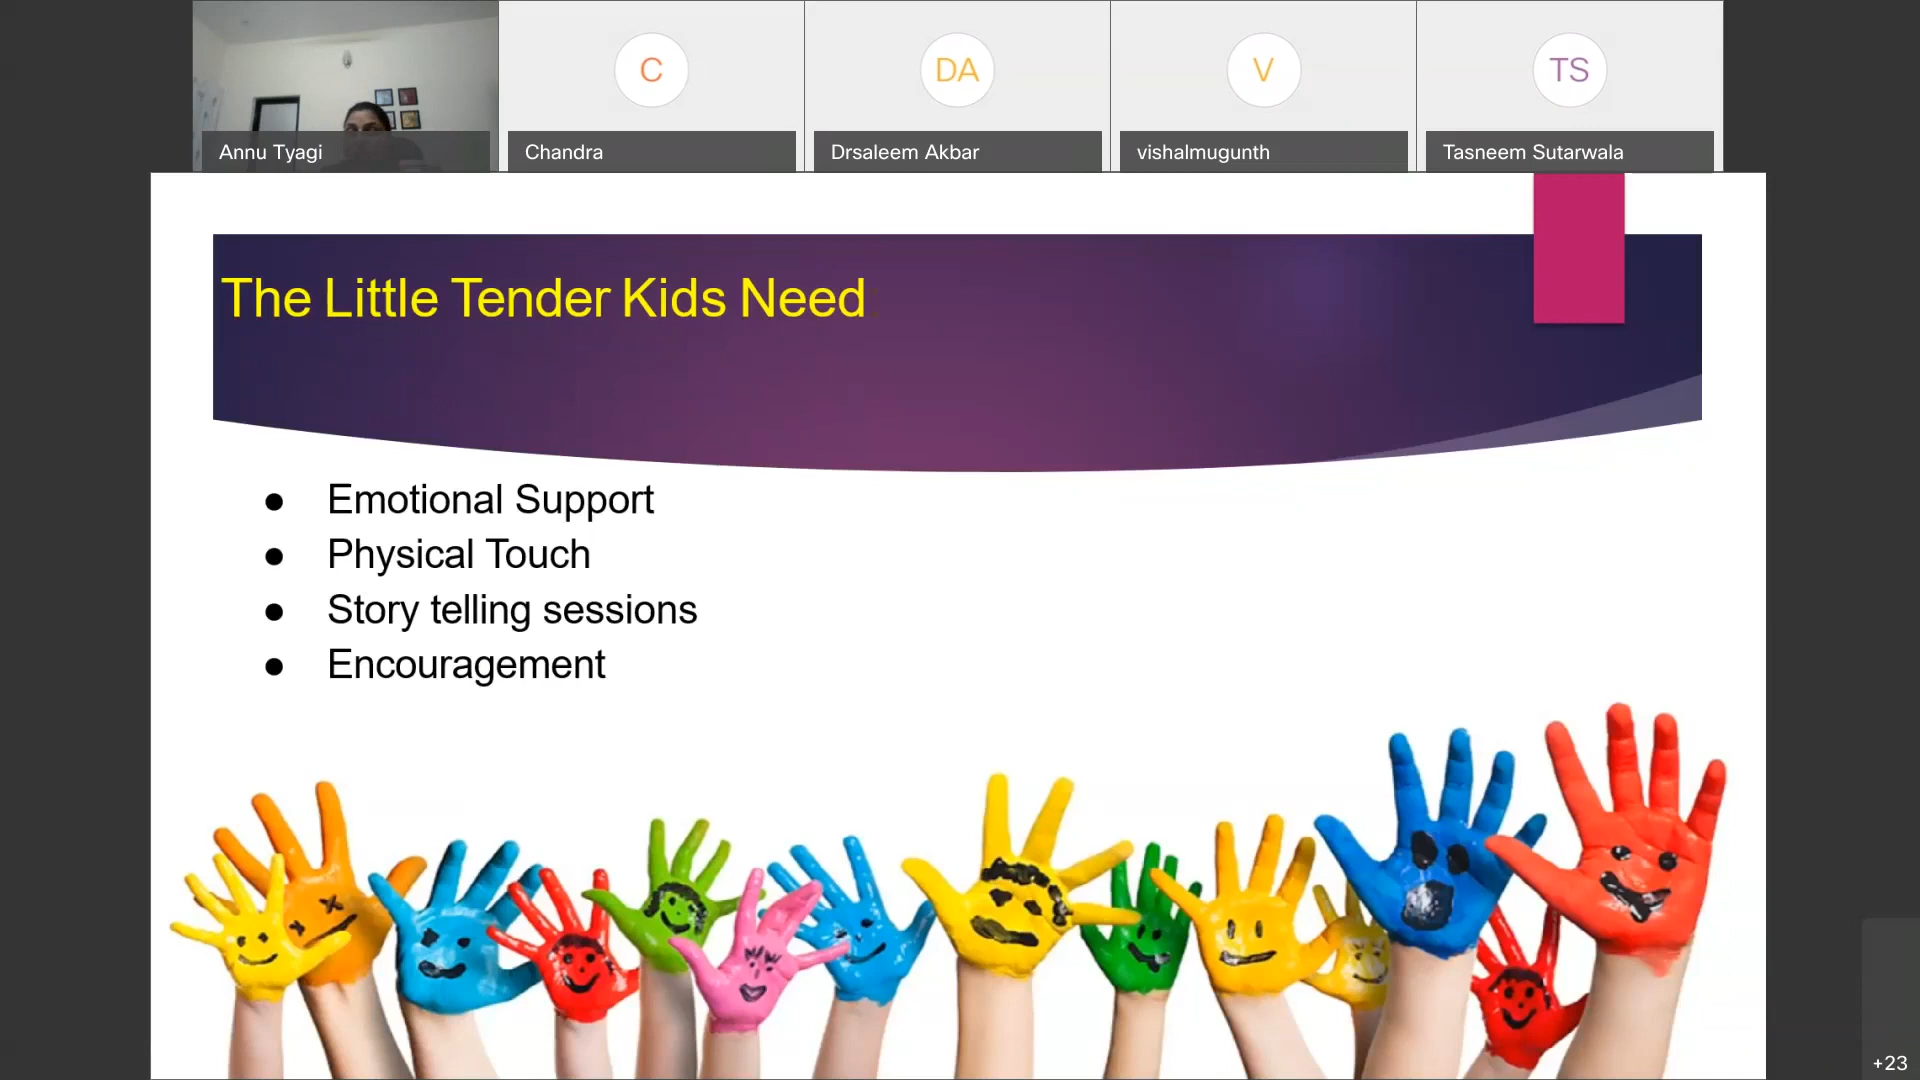 C
DA
V
TS
Annu Tyagi
Chandra
Drsaleem Akbar
vishalmugunth
Tasneem Sutarwala
The Little Tender Kids Need
● Emotional Support
● Physical Touch
● Story telling sessions
● Encouragement
+23